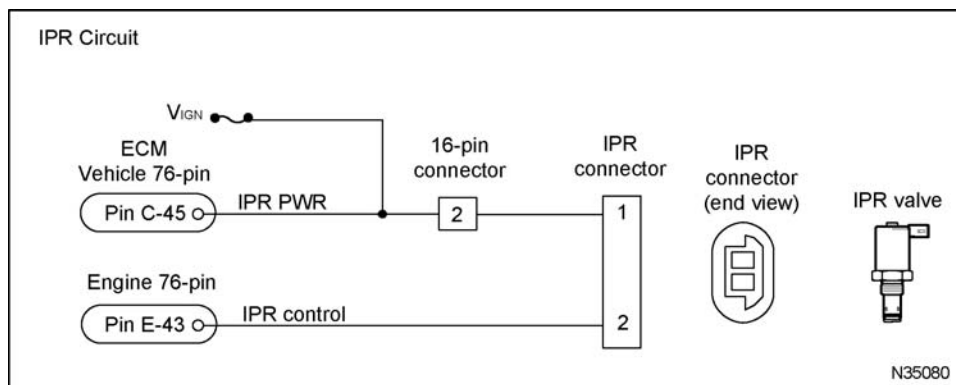 IPR Circuit
VIGN
ECM
Vehicle 76-pin
Pin C-45
IPR PWR
16-pin
connector
2
IPR
connector
1
2
IPR
connector
(end view)
IPR valve
Engine 76-pin
Pin E-43
IPR control
N35080